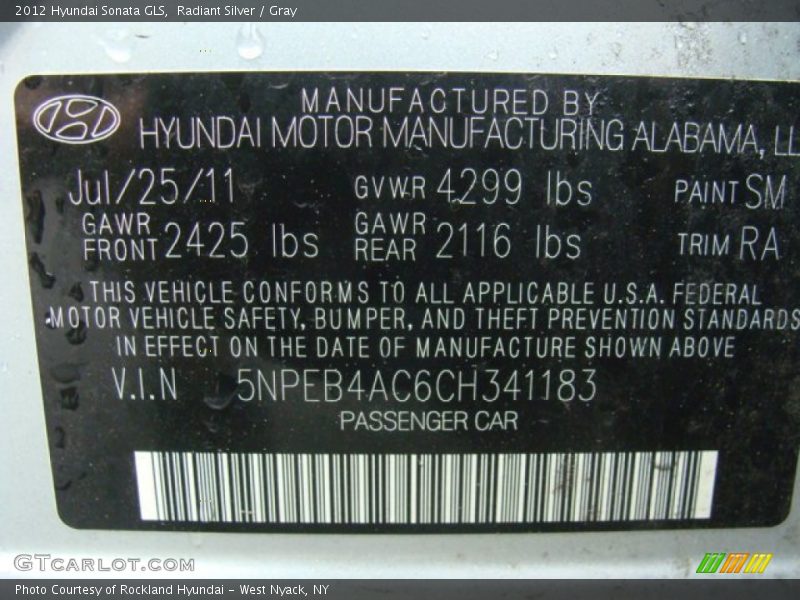 2012 Hyundai Sonata GLS,  Radiant Silver / Gray
MANUFACTURED BY
HYUNDAI MOTOR MANUFACTURING ALABAMA, LL
Jul/25/11 GVWR 4299 lbs PAINT SM
GAWR FRONT 2425 lbs GAWR REAR 2116 lbs TRIM RA
THIS VEHICLE CONFORMS TO ALL APPLICABLE U.S.A. FEDERAL
MOTOR VEHICLE SAFETY, BUMPER, AND THEFT PREVENTION STANDARDS
IN EFFECT ON THE DATE OF MANUFACTURE SHOWN ABOVE
V.I.N 5NPEB4AC6CH341183
PASSENGER CAR
GTCARLOT.COM
Photo Courtesy of Rockland Hyundai - West Nyack, NY